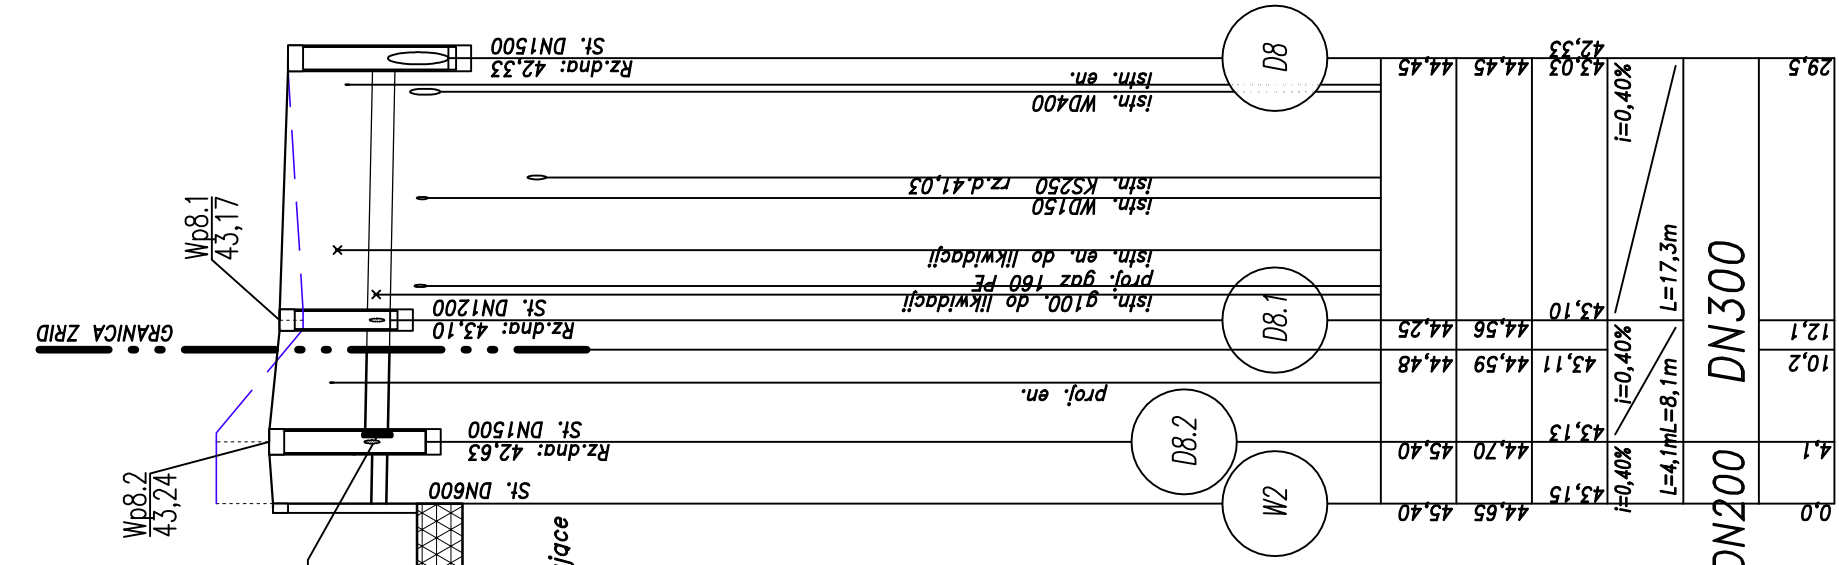 St. DN1500
Rz.dna: 42,33
istn. en.
istn. WD400
istn. KS250 rz.d.41,03
istn. WD150
istn. en. do likwidacji
proj. gaz 160 PE
istn. g100. do likwidacji
St. DN1200
Rz.dna: 43,10
GRANICA ZRID
proj. en.
St. DN1500
Rz.dna: 42,63
St. DN600
Wp8.1
43,17
Wp8.2
43,24
jące
D8
D8.1
D8.2
W2
44,45
44,45
42,33
43,03
29,5
44,25
44,56
43,10
12,1
44,48
44,59
43,11
10,2
45,40
44,70
43,13
4,1
45,40
44,65
43,15
0,0
i=0,40%
L=17,3m
i=0,40%
L=8,1m
i=0,40%
L=4,1m
DN300
DN200